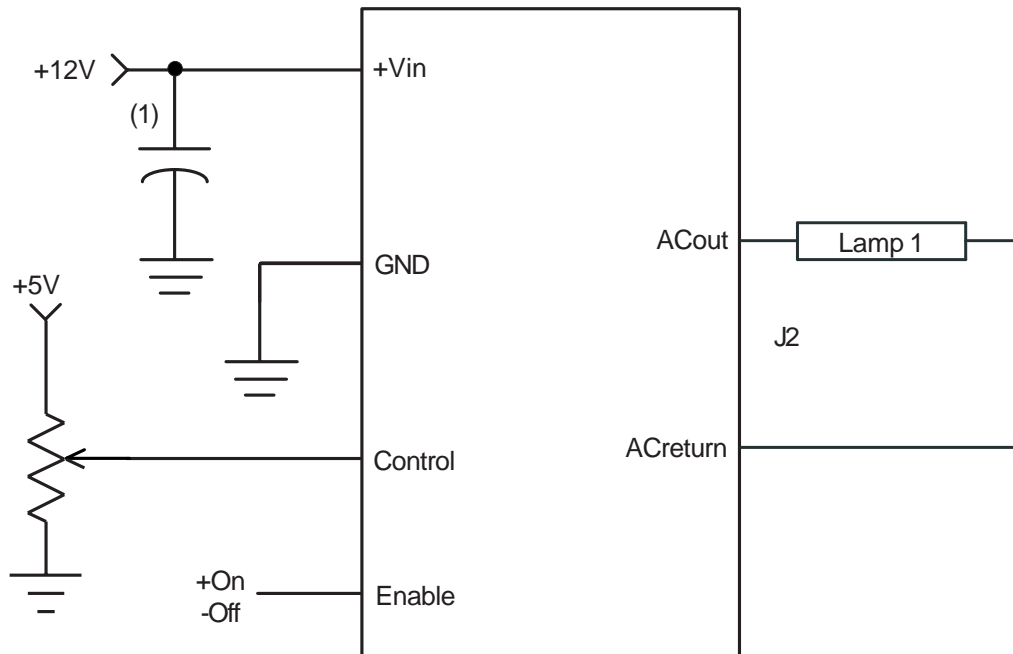 +12V
+Vin
(1)
ACout
Lamp 1
GND
+5V
J2
ACreturn
Control
+On
-Off
Enable